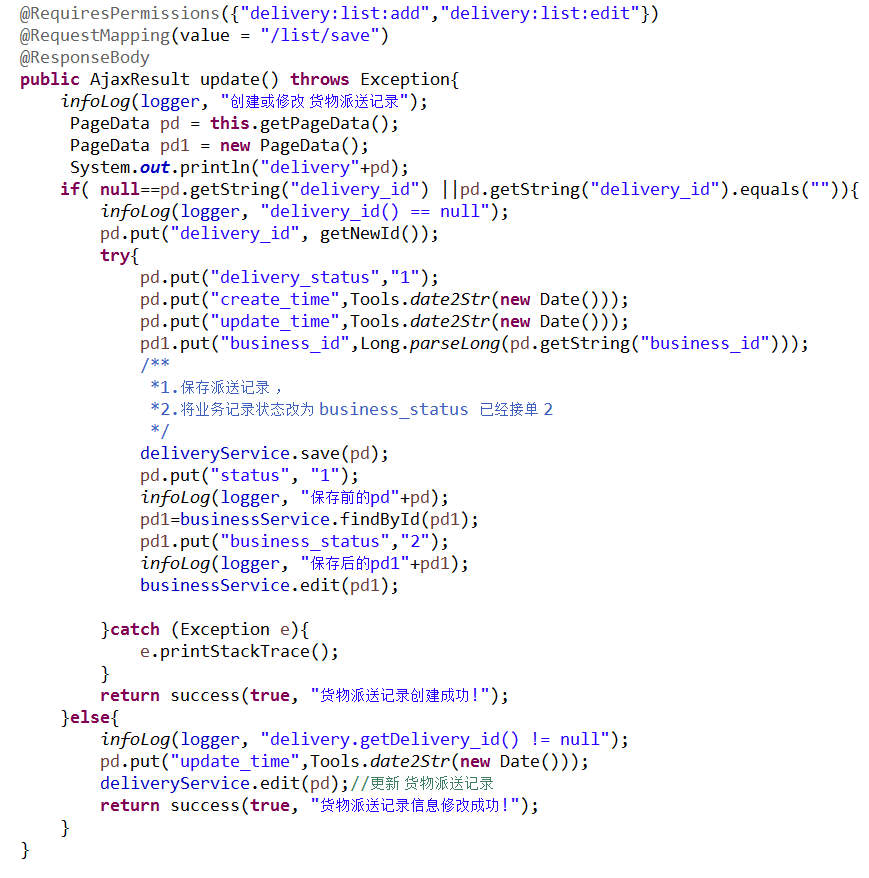 @RequiresPermissions({"delivery:list:add","delivery:list:edit"})
@RequestMapping(value = "/list/save")
@ResponseBody
public AjaxResult update() throws Exception{
    infoLog(logger, "创建或修改 货物派送记录");
     PageData pd = this.getPageData();
     PageData pd1 = new PageData();
     System.out.println("delivery"+pd);
    if( null==pd.getString("delivery_id") ||pd.getString("delivery_id").equals("")){
        infoLog(logger, "delivery_id() == null");
        pd.put("delivery_id", getNewId());
        try{
            pd.put("delivery_status","1");
            pd.put("create_time",Tools.date2Str(new Date()));
            pd.put("update_time",Tools.date2Str(new Date()));
            pd1.put("business_id",Long.parseLong(pd.getString("business_id")));
            /**
             *1.保存派送记录 ,
             *2.将业务记录状态改为 business_status 已经接单 2
             */
            deliveryService.save(pd);
            pd.put("status", "1");
            infoLog(logger, "保存前的pd"+pd);
            pd1=businessService.findById(pd1);
            pd1.put("business_status","2");
            infoLog(logger, "保存后的pd1"+pd1);
            businessService.edit(pd1);
        }catch (Exception e){
            e.printStackTrace();
        }
        return success(true, "货物派送记录创建成功!");
    }else{
        infoLog(logger, "delivery.getDelivery_id() != null");
        pd.put("update_time",Tools.date2Str(new Date()));
        deliveryService.edit(pd);//更新 货物派送记录
        return success(true, "货物派送记录信息修改成功!");
    }
}